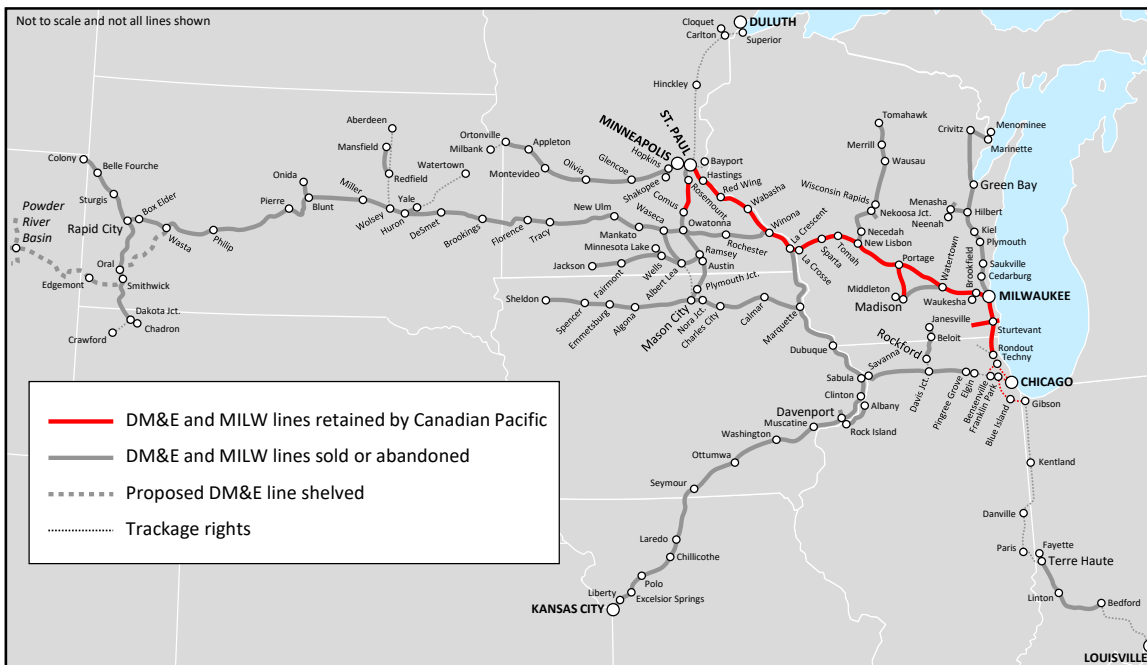 Not to scale and not all lines shown
Cloquet
Carlton
DULUTH
Superior
Hinckley
Aberdeen
Mansfield
Redfield
Watertown
Ortonville
Milbank
Appleton
Montevideo
Olivia
Glencoe
Hopkins
Shakopee
MINNEAPOLIS
ST. PAUL
Bayport
Hastings
Red Wing
Wabasha
Rosemount
Comus
Tomahawk
Merrill
Wausau
Wisconsin Rapids
Nekoosa Jct.
Necedah
New Lisbon
Crivitz
Menominee
Marinette
Green Bay
Menasha
Neenah
Hilbert
Kiel
Plymouth
Saukville
Cedarburg
Colony
Belle Fourche
Sturgis
Box Elder
Rapid City
Powder
River
Basin
Wasta
Philip
Pierre
Onida
Blunt
Miller
Wolsey
Yale
Huron
DeSmet
Brookings
Florence
Tracy
New Ulm
Mankato
Waseca
Owatonna
Rochester
Winona
La Crescent
La Crosse
Sparta
Tomah
Portage
Watertown
Brookfield
MILWAUKEE
Middleton
Madison
Waukesha
Oral
Smithwick
Edgemont
Dakota Jct.
Chadron
Crawford
Minnesota Lake
Jackson
Fairmont
Wells
Albert Lea
Ramsey
Austin
Plymouth Jct.
Sheldon
Spencer
Emmetsburg
Algona
Mason City
Nora Jct.
Charles City
Calmar
Marquette
Janesville
Beloit
Rockford
Sturtevant
Rondout
Techny
CHICAGO
Dubuque
Savanna
Sabula
Clinton
Albany
Davis Jct.
Pingree Grove
Elgin
Bensenville
Franklin Park
Blue Island
Gibson
Davenport
Muscatine
Rock Island
Washington
Ottumwa
Seymour
Laredo
Chillicothe
Polo
Excelsior Springs
Liberty
KANSAS CITY
Kentland
Danville
Paris
Fayette
Terre Haute
Linton
Bedford
LOUISVILLE
DM&E and MILW lines retained by Canadian Pacific
DM&E and MILW lines sold or abandoned
Proposed DM&E line shelved
Trackage rights